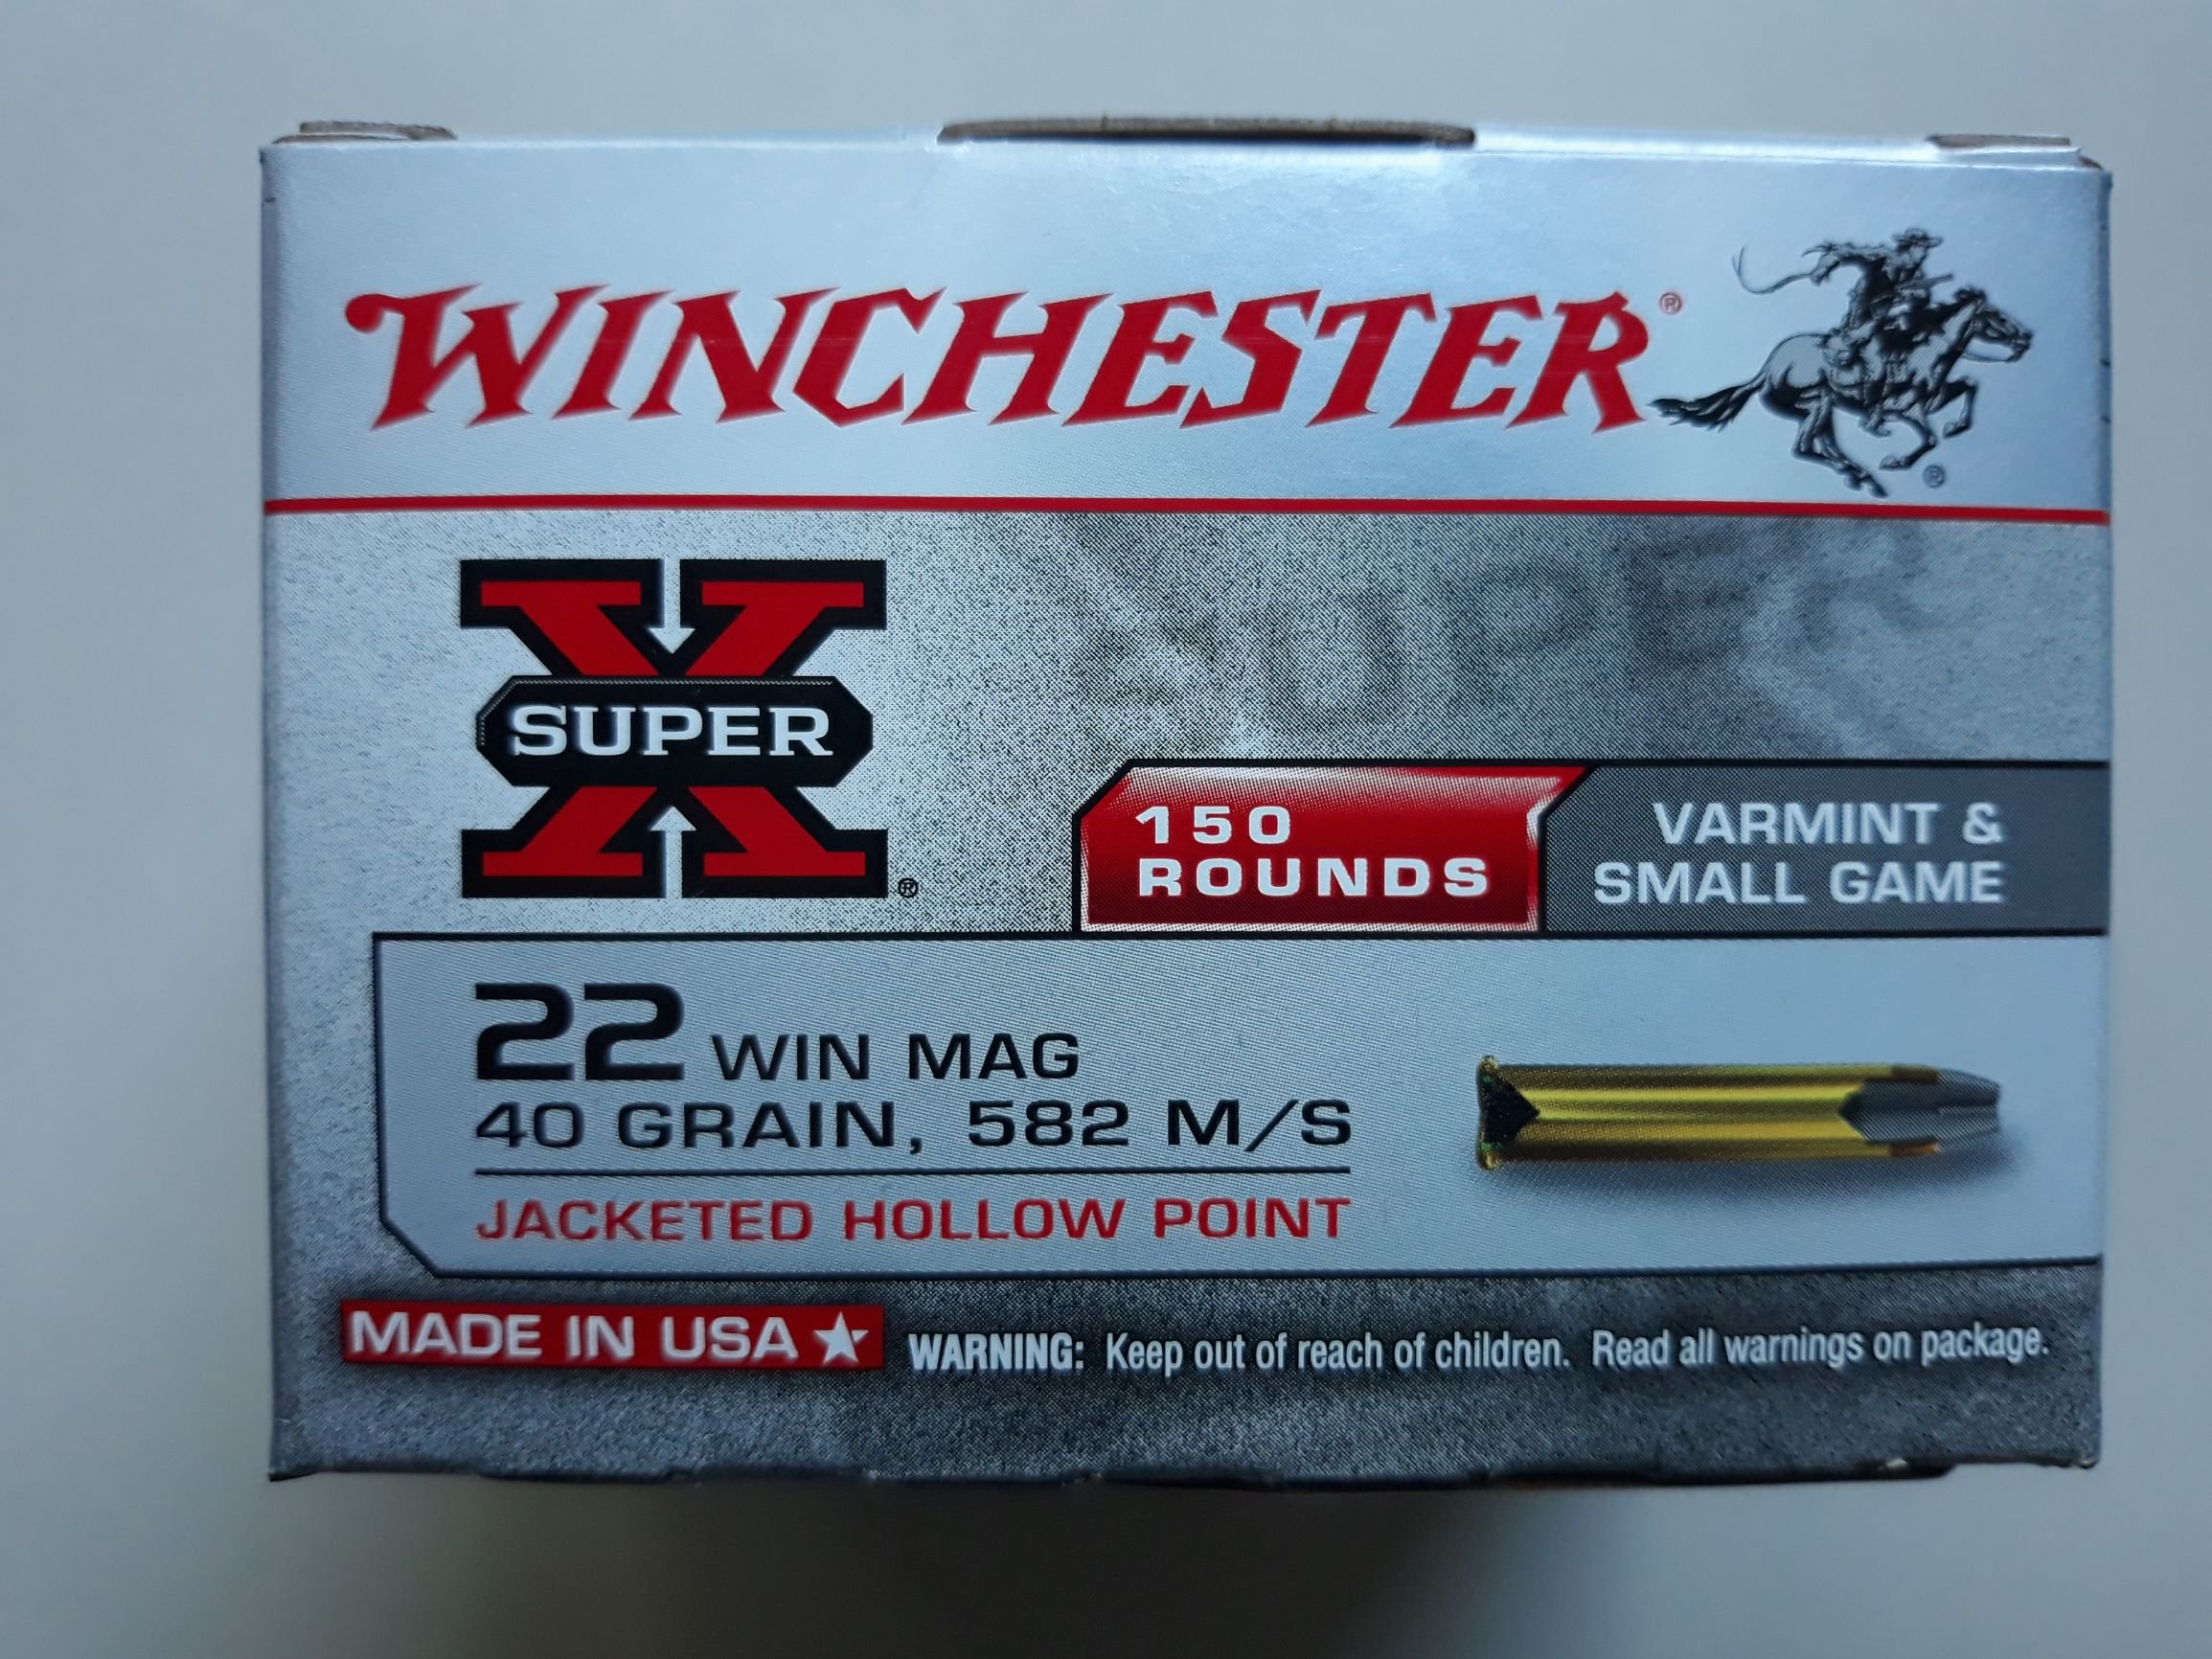 WINCHESTER®
®
SUPER
X
SUPER
®
150
ROUNDS
VARMINT &
SMALL GAME
22 WIN MAG
40 GRAIN, 582 M/S
JACKETED HOLLOW POINT
MADE IN USA
WARNING: Keep out of reach of children. Read all warnings on package.